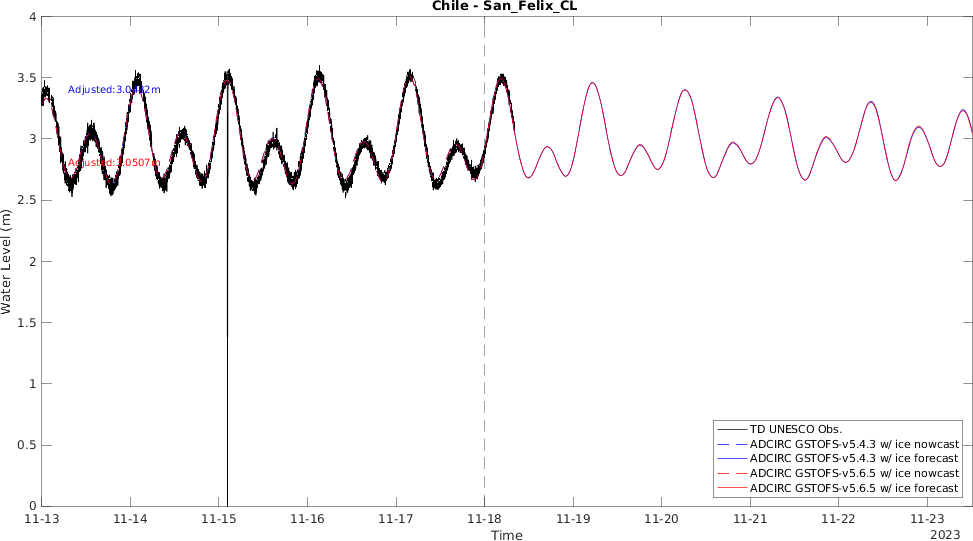 Chile - San_Felix_CL
4
3.5
3
2.5
2
1.5
1
0.5
0
Water Level (m)
Adjusted:3.0482m
Adjusted:3.0507m
TD UNESCO Obs.
ADCIRC GSTOFS-v5.4.3 w/ ice nowcast
ADCIRC GSTOFS-v5.4.3 w/ ice forecast
ADCIRC GSTOFS-v5.6.5 w/ ice nowcast
ADCIRC GSTOFS-v5.6.5 w/ ice forecast
11-13 11-14 11-15 11-16 11-17 11-18 11-19 11-20 11-21 11-22 11-23
Time
2023